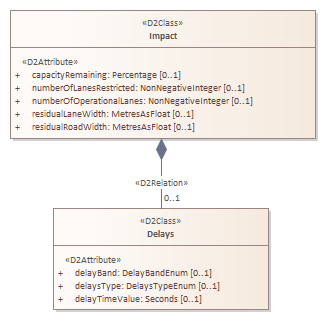 «D2Class»
Impact
«D2Attribute»
+ capacityRemaining: Percentage [0..1]
+ numberOfLanesRestricted: NonNegativeInteger [0..1]
+ numberOfOperationalLanes: NonNegativeInteger [0..1]
+ residualLaneWidth: MetresAsFloat [0..1]
+ residualRoadWidth: MetresAsFloat [0..1]
«D2Relation»
0..1
«D2Class»
Delays
«D2Attribute»
+ delayBand: DelayBandEnum [0..1]
+ delaysType: DelaysTypeEnum [0..1]
+ delayTimeValue: Seconds [0..1]